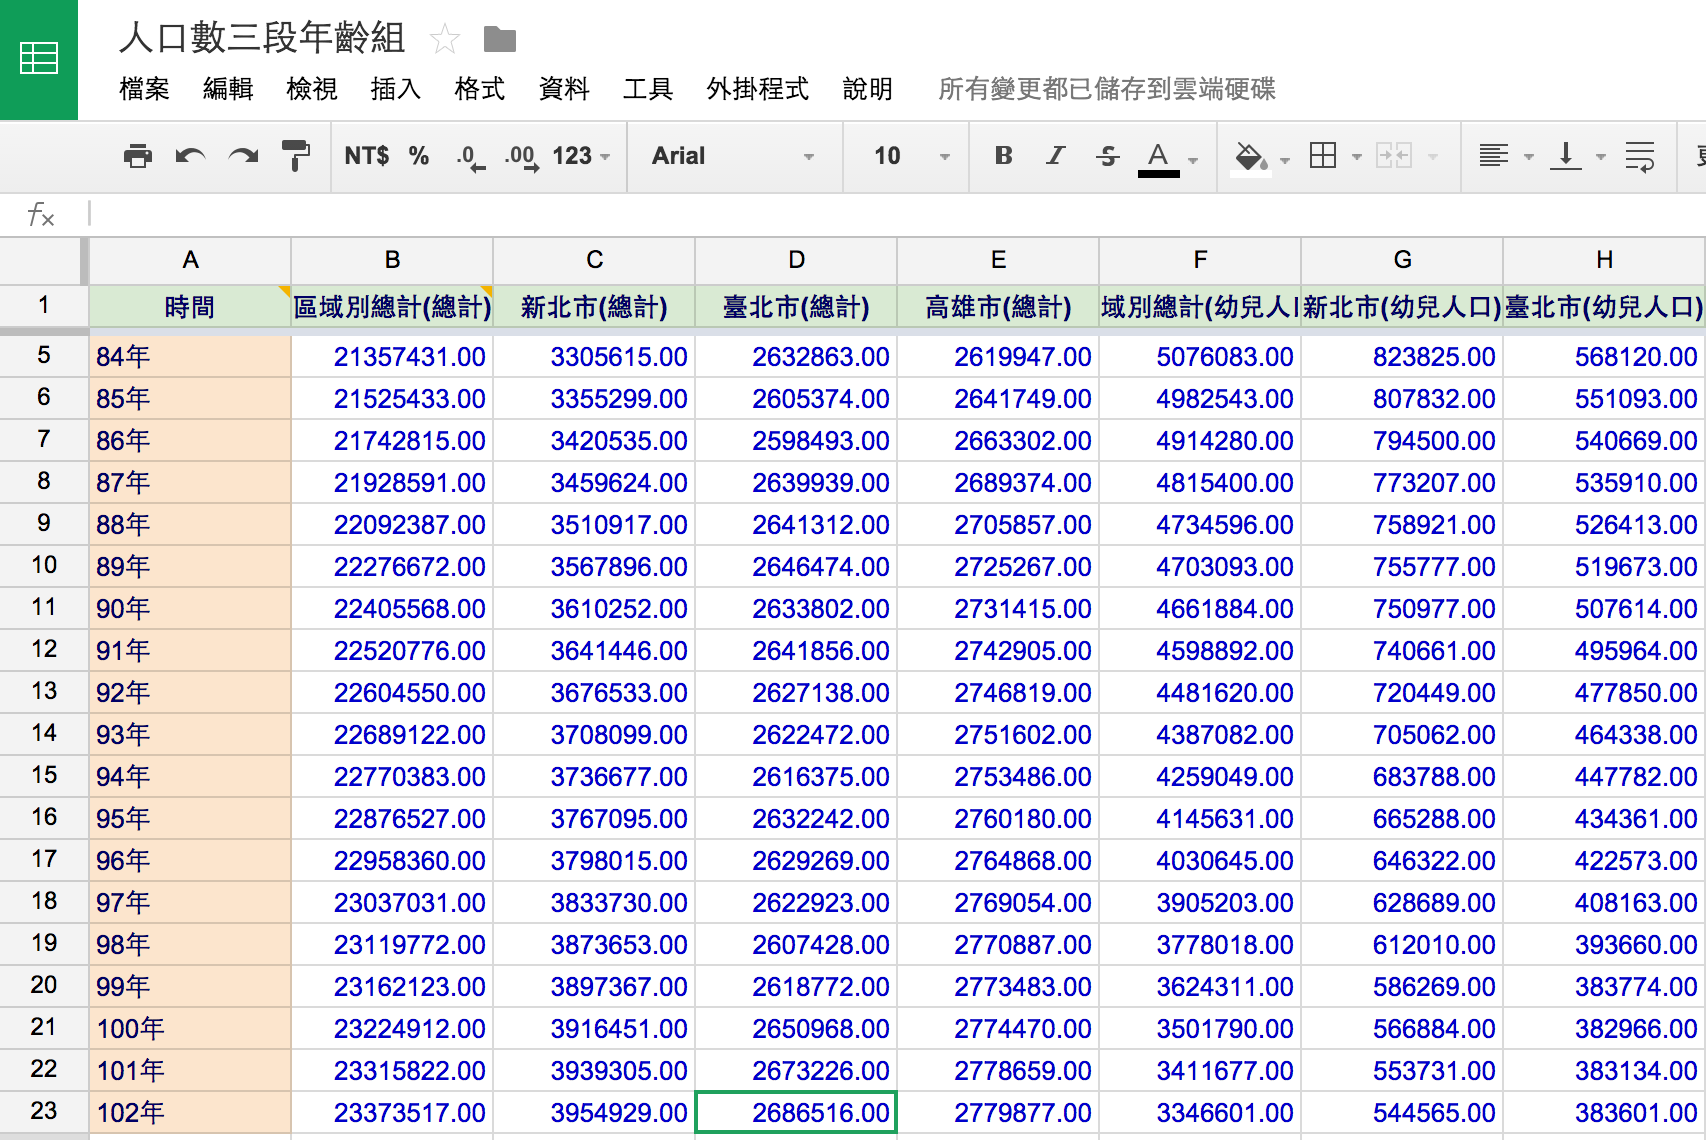 人口數三段年齡組
檔案 編輯 檢視 插入 格式 資料 工具 外掛程式 說明 所有變更都已儲存到雲端硬碟
NT$ % .0 .00 123 Arial 10 B I S A
fx
A B C D E F G H
1 時間 區域別總計(總計) 新北市(總計) 臺北市(總計) 高雄市(總計) 域別總計(幼兒人 新北市(幼兒人口) 臺北市(幼兒人口)
5 84年 21357431.00 3305615.00 2632863.00 2619947.00 5076083.00 823825.00 568120.00
6 85年 21525433.00 3355299.00 2605374.00 2641749.00 4982543.00 807832.00 551093.00
7 86年 21742815.00 3420535.00 2598493.00 2663302.00 4914280.00 794500.00 540669.00
8 87年 21928591.00 3459624.00 2639939.00 2689374.00 4815400.00 773207.00 535910.00
9 88年 22092387.00 3510917.00 2641312.00 2705857.00 4734596.00 758921.00 526413.00
10 89年 22276672.00 3567896.00 2646474.00 2725267.00 4703093.00 755777.00 519673.00
11 90年 22405568.00 3610252.00 2633802.00 2731415.00 4661884.00 750977.00 507614.00
12 91年 22520776.00 3641446.00 2641856.00 2742905.00 4598892.00 740661.00 495964.00
13 92年 22604550.00 3676533.00 2627138.00 2746819.00 4481620.00 720449.00 477850.00
14 93年 22689122.00 3708099.00 2622472.00 2751602.00 4387082.00 705062.00 464338.00
15 94年 22770383.00 3736677.00 2616375.00 2753486.00 4259049.00 683788.00 447782.00
16 95年 22876527.00 3767095.00 2632242.00 2760180.00 4145631.00 665288.00 434361.00
17 96年 22958360.00 3798015.00 2629269.00 2764868.00 4030645.00 646322.00 422573.00
18 97年 23037031.00 3833730.00 2622923.00 2769054.00 3905203.00 628689.00 408163.00
19 98年 23119772.00 3873653.00 2607428.00 2770887.00 3778018.00 612010.00 393660.00
20 99年 23162123.00 3897367.00 2618772.00 2773483.00 3624311.00 586269.00 383774.00
21 100年 23224912.00 3916451.00 2650968.00 2774470.00 3501790.00 566884.00 382966.00
22 101年 23315822.00 3939305.00 2673226.00 2778659.00 3411677.00 553731.00 383134.00
23 102年 23373517.00 3954929.00 2686516.00 2779877.00 3346601.00 544565.00 383601.00